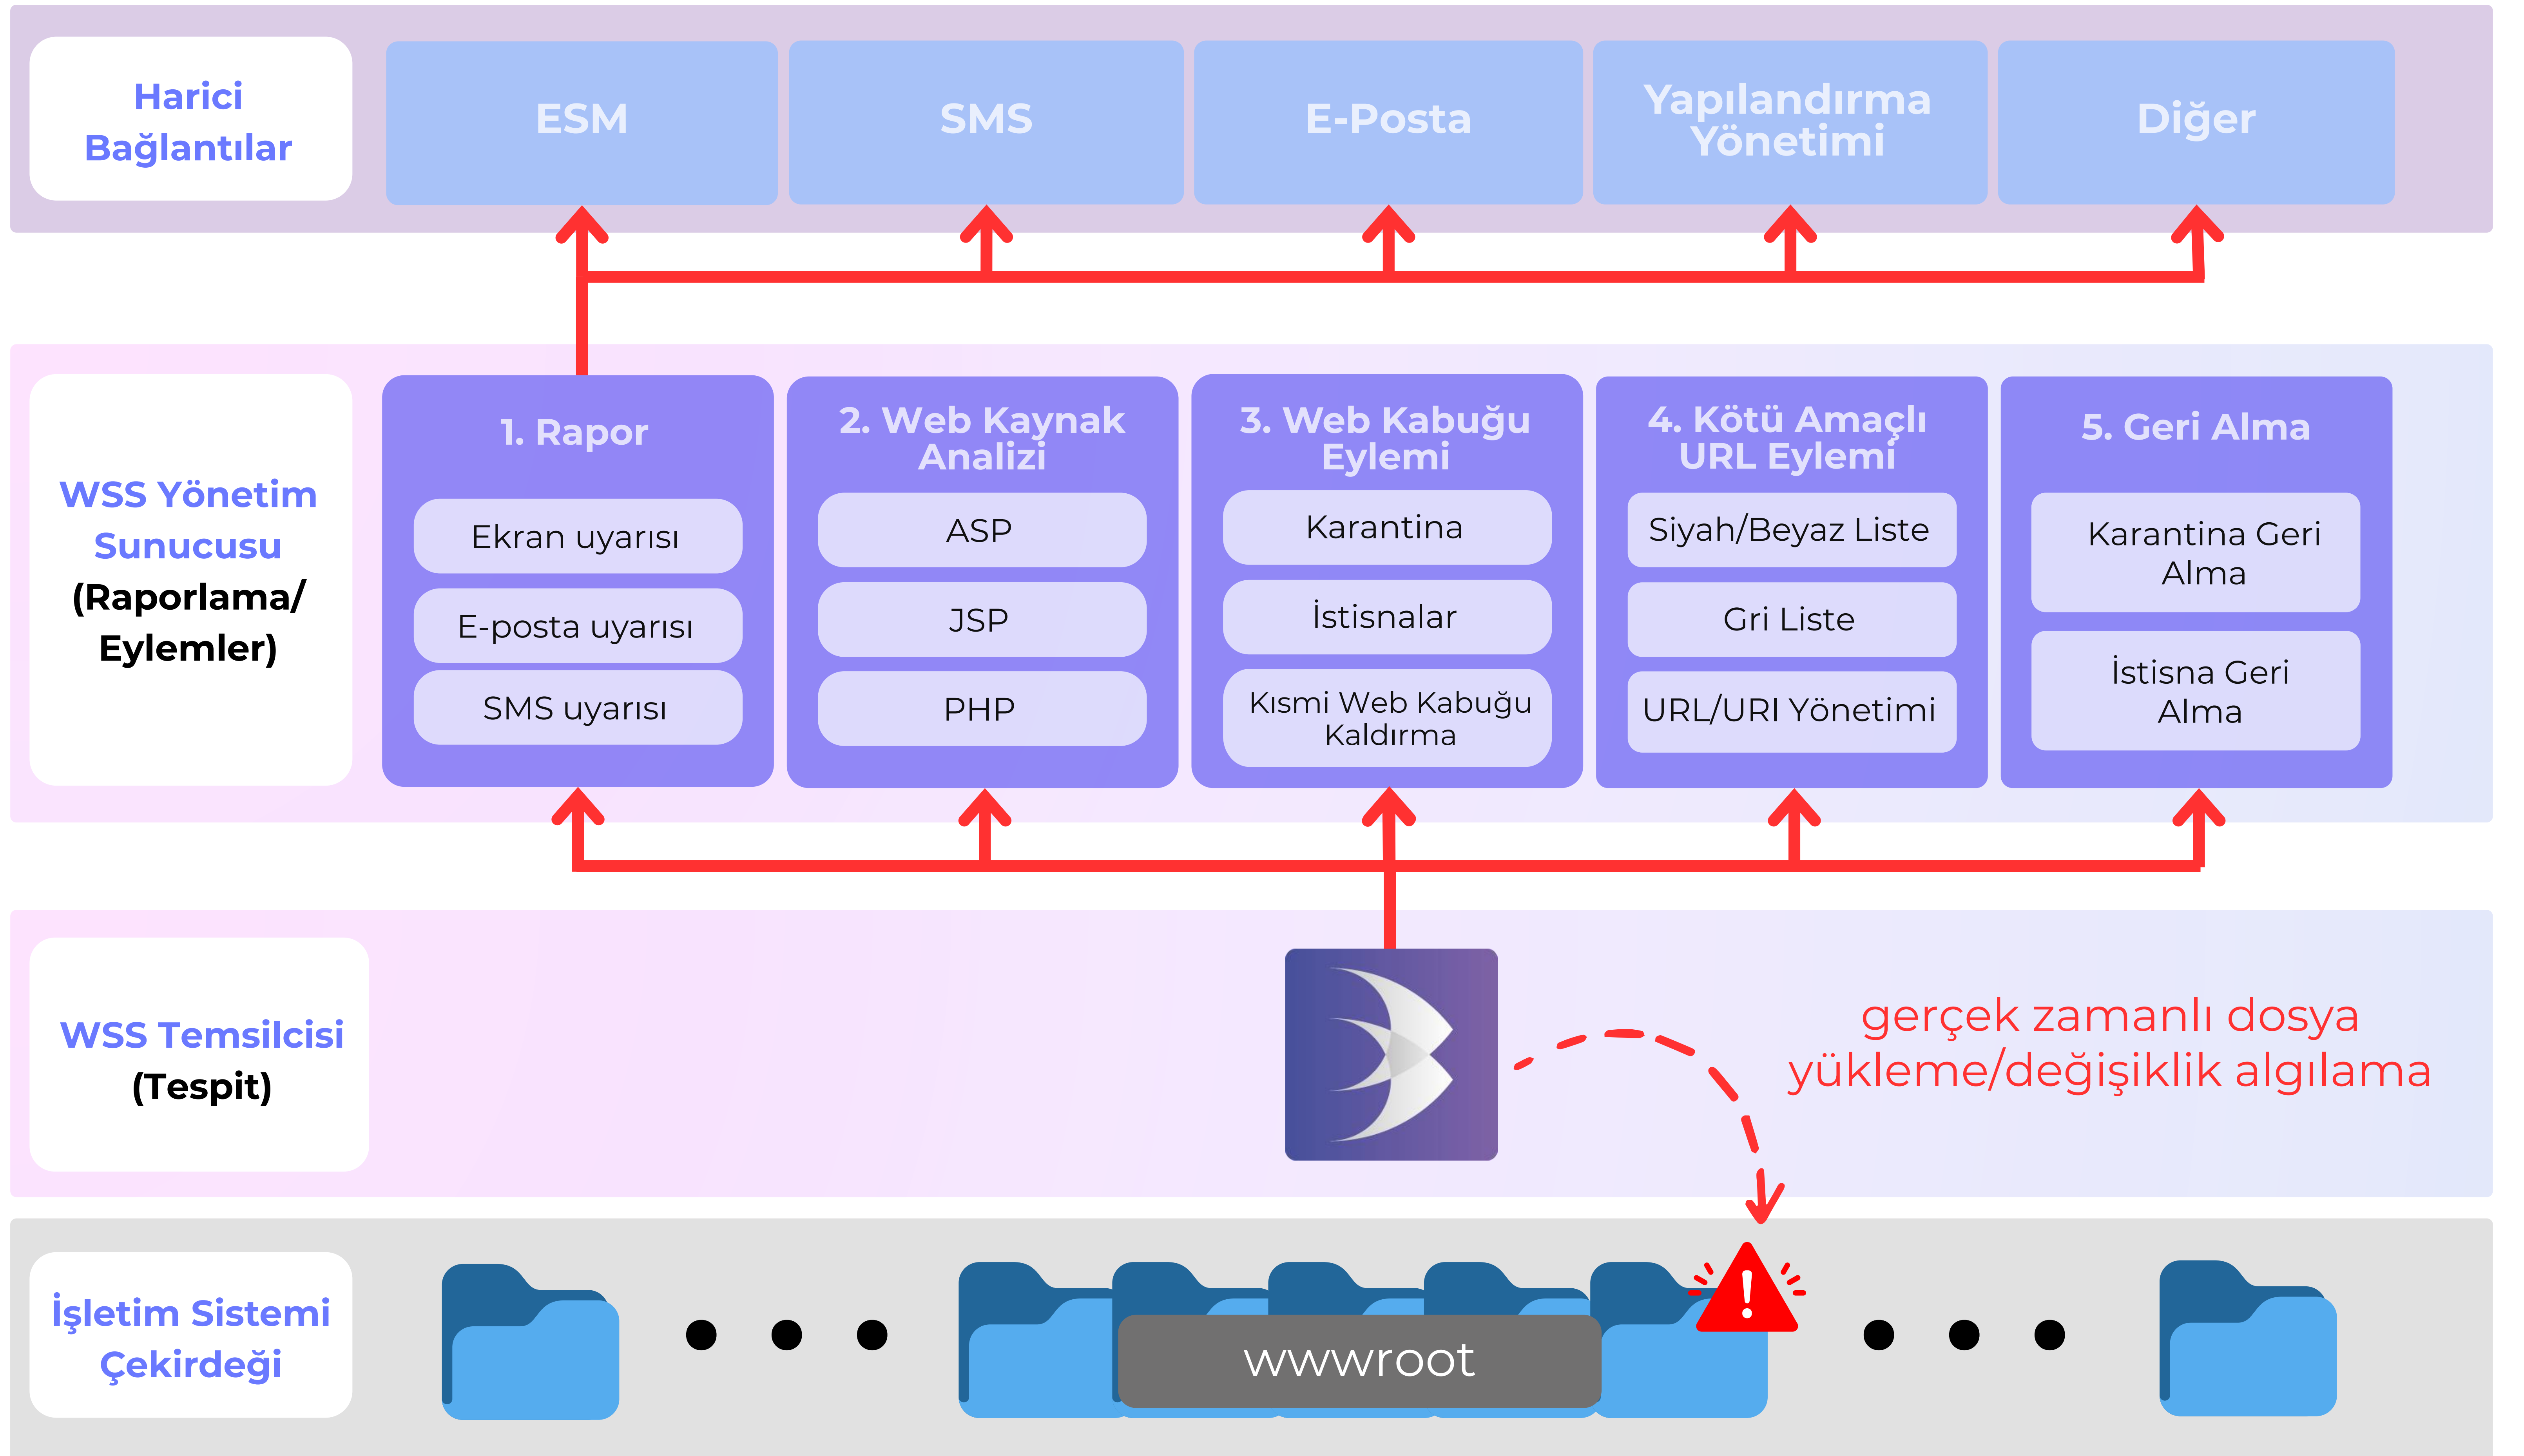 Harici
Bağlantılar
ESM
SMS
E-Posta
Yapılandırma
Yönetimi
Diğer
WSS Yönetim
Sunucusu
(Raporlama/
Eylemler)
1. Rapor
Ekran uyarısı
E-posta uyarısı
SMS uyarısı
2. Web Kaynak
Analizi
ASP
JSP
PHP
3. Web Kabuğu
Eylemi
Karantina
İstisnalar
Kısmi Web Kabuğu
Kaldırma
4. Kötü Amaçlı
URL Eylemi
Siyah/Beyaz Liste
Gri Liste
URL/URI Yönetimi
5. Geri Alma
Karantina Geri
Alma
İstisna Geri
Alma
WSS Temsilcisi
(Tespit)
gerçek zamanlı dosya
yükleme/değişiklik algılama
İşletim Sistemi
Çekirdeği
wwwroot